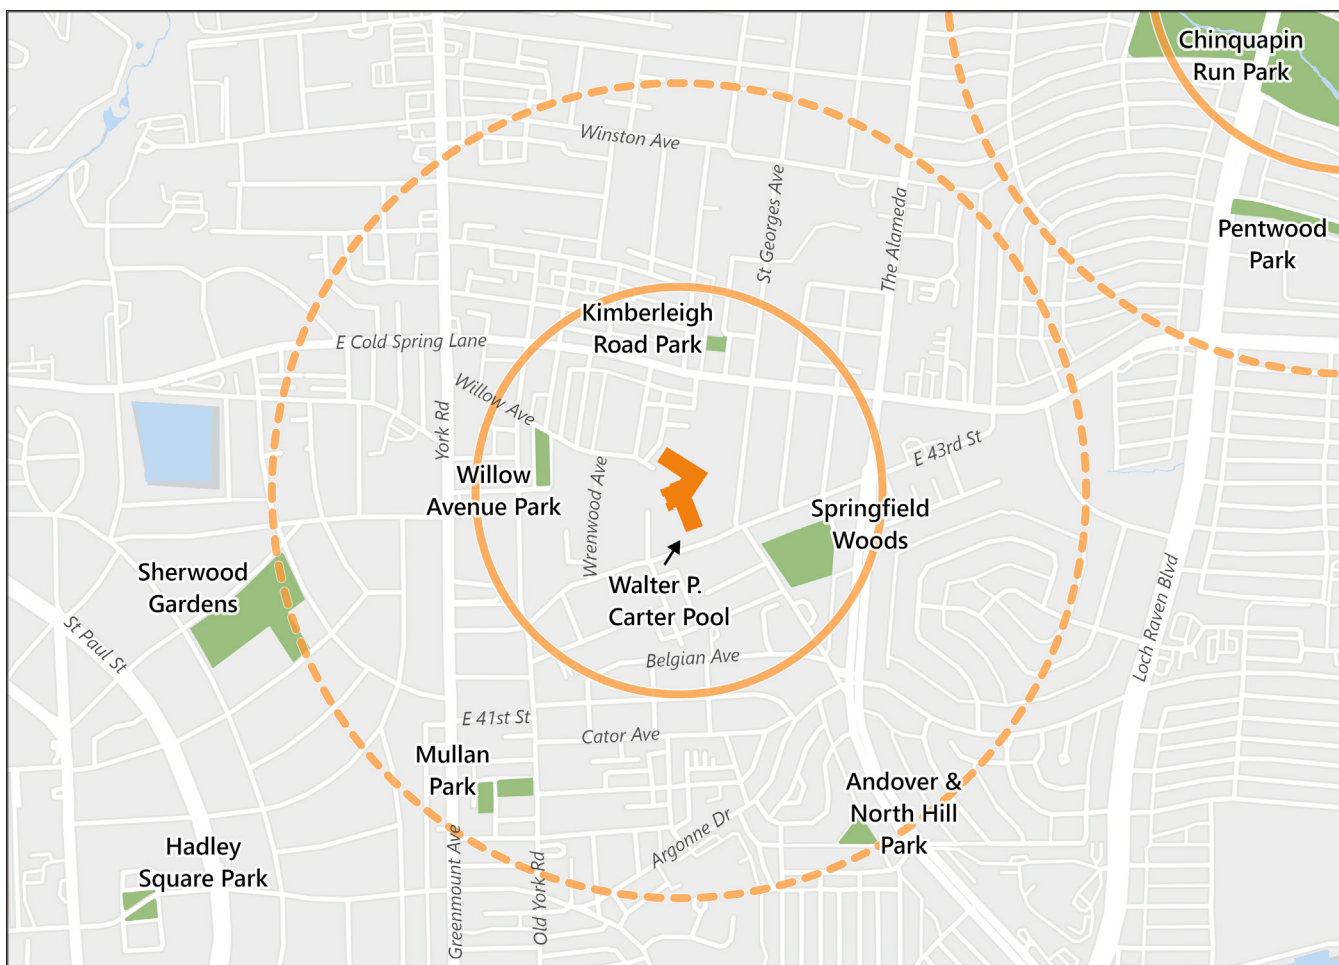 Chinquapin
Run Park
Winston Ave
St Georges Ave
The Alameda
Pentwood
Park
Kimberleigh
Road Park
E Cold Spring Lane
Willow Ave
York Rd
E 43rd St
Willow
Avenue Park
Wrenwood Ave
Springfield
Woods
Sherwood
Gardens
Walter P.
Carter Pool
St Paul St
Loch Raven Blvd
Belgian Ave
E 41st St
Cator Ave
Mullan
Park
Andover &
North Hill
Park
Argonne Dr
Hadley
Square Park
Greenmount Ave
Old York Rd